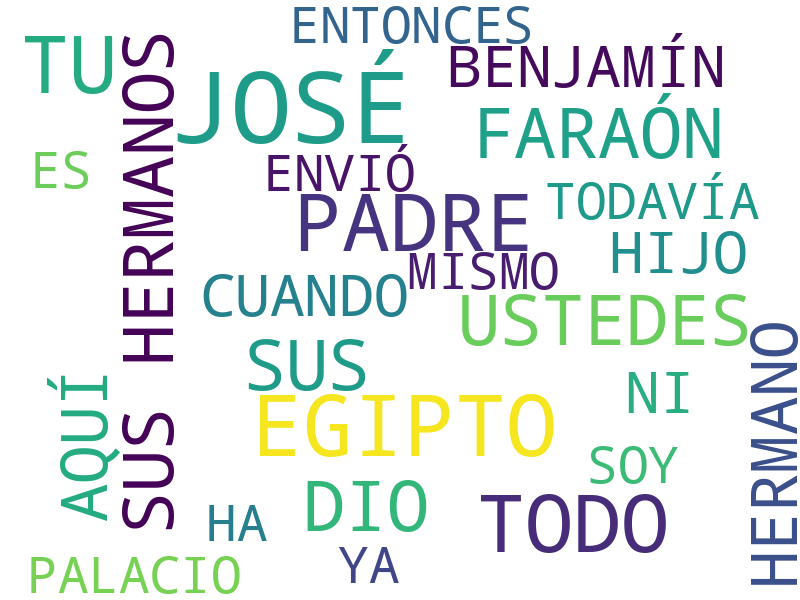 ENTONCES
TU
BENJAMÍN
JOSÉ
FARAÓN
ES
ENVIÓ
TODAVÍA
PADRE
HIJO
MISMO
CUANDO
USTEDES
SUS HERMANOS
SUS
AQUÍ
NI
EGIPTO
HERMANO
SOY
DIO
TODO
HA
YA
PALACIO